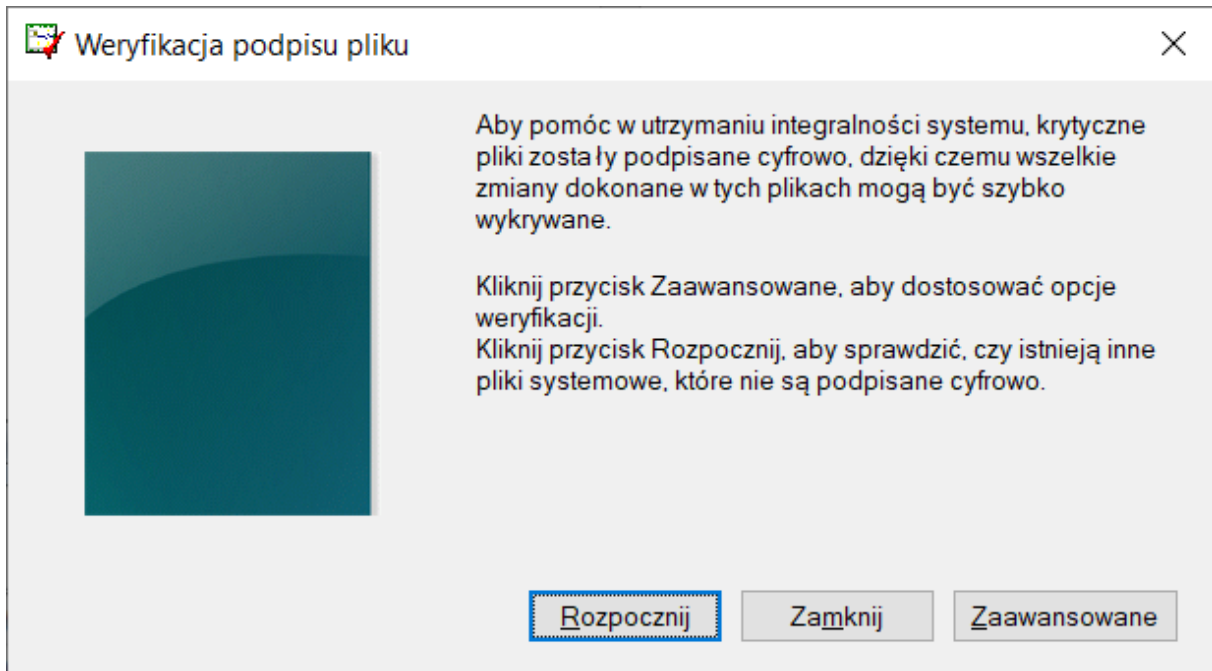 Weryfikacja podpisu pliku
Aby pomóc w utrzymaniu integralności systemu, krytyczne
pliki zostały podpisane cyfrowo, dzięki czemu wszelkie
zmiany dokonane w tych plikach mogą być szybko
wykrywane.
Kliknij przycisk Zaawansowane, aby dostosować opcje
weryfikacji.
Kliknij przycisk Rozpocznij, aby sprawdzić, czy istnieją inne
pliki systemowe, które nie są podpisane cyfrowo.
Rozpocznij Zamknij Zaawansowane